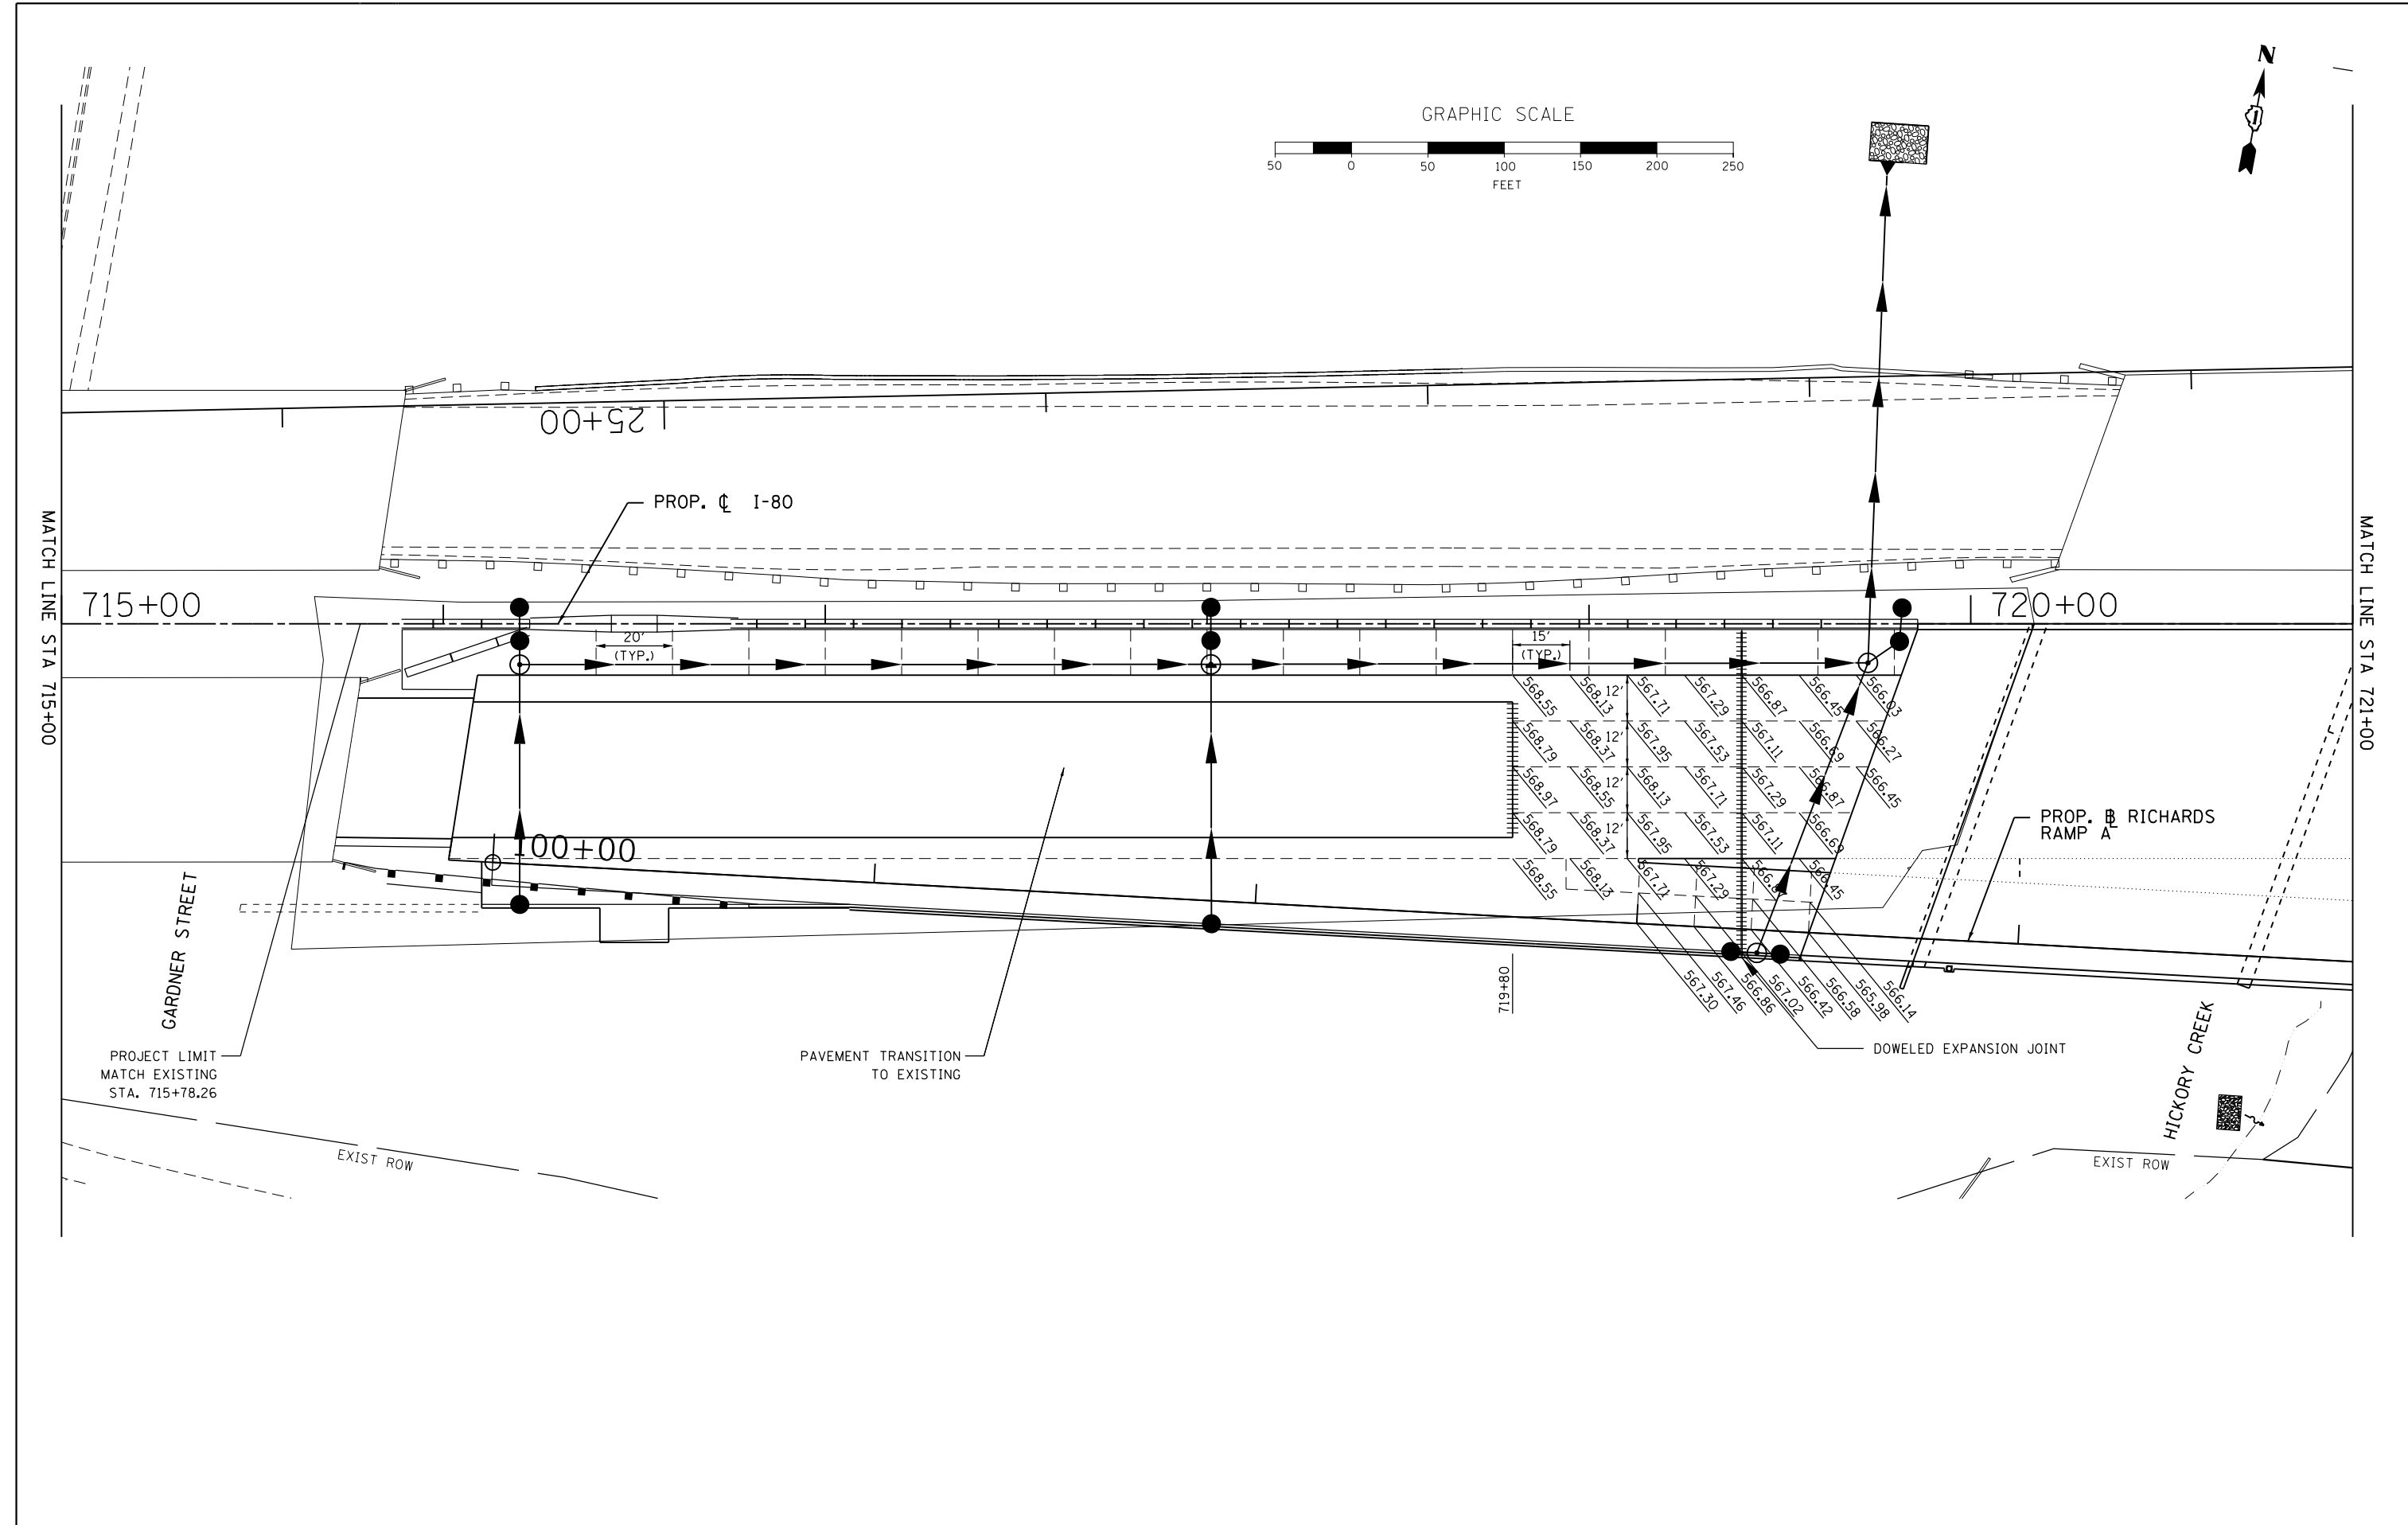 N
1
GRAPHIC SCALE
50 0 50 100 150 200 250
FEET
25+00
PROP. ℄ I-80
MATCH LINE STA 715+00
MATCH LINE STA 721+00
715+00
720+00
20'
(TYP.)
15'
(TYP.)
568.55 568.13 12' 567.71 567.29 566.87 566.45 566.03
568.79 568.37 12' 567.95 567.53 567.11 566.69 566.27
568.97 568.55 12' 568.13 567.71 567.29 566.87 566.45
568.79 568.37 12' 567.95 567.53 567.11 566.69
568.55 568.13 567.71 567.29 566.45
100+00
PROP. B̲L RICHARDS
RAMP A
567.30 567.46 566.86 567.02 566.42 566.58 565.98 566.14
719+80
GARDNER STREET
HICKORY CREEK
PROJECT LIMIT
MATCH EXISTING
STA. 715+78.26
PAVEMENT TRANSITION
TO EXISTING
DOWELED EXPANSION JOINT
EXIST ROW
EXIST ROW